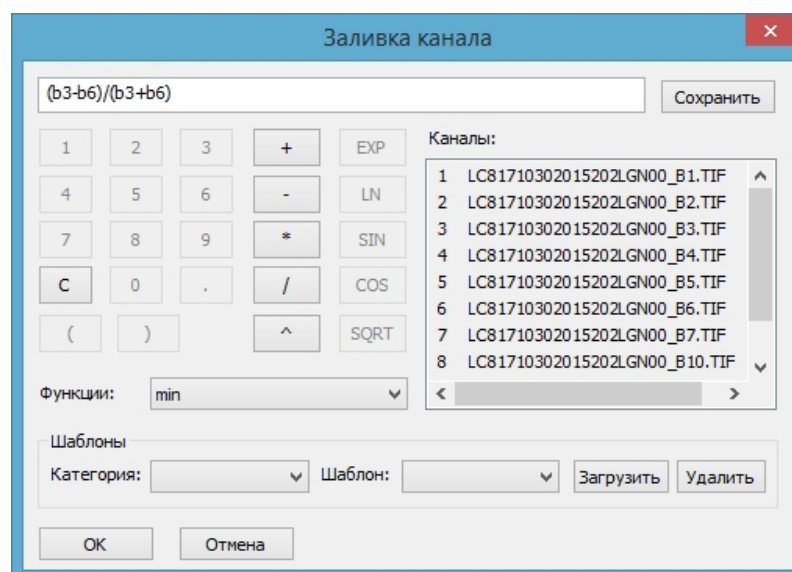 Заливка канала
(b3-b6)/(b3+b6)
Сохранить
1 2 3 + EXP
4 5 6 - LN
7 8 9 * SIN
C 0 . / COS
( ) ^ SQRT
Каналы:
1 LC81710302015202LGN00_B1.TIF
2 LC81710302015202LGN00_B2.TIF
3 LC81710302015202LGN00_B3.TIF
4 LC81710302015202LGN00_B4.TIF
5 LC81710302015202LGN00_B5.TIF
6 LC81710302015202LGN00_B6.TIF
7 LC81710302015202LGN00_B7.TIF
8 LC81710302015202LGN00_B10.TIF
Функции: min
Шаблоны
Категория: Шаблон: Загрузить Удалить
OK Отмена